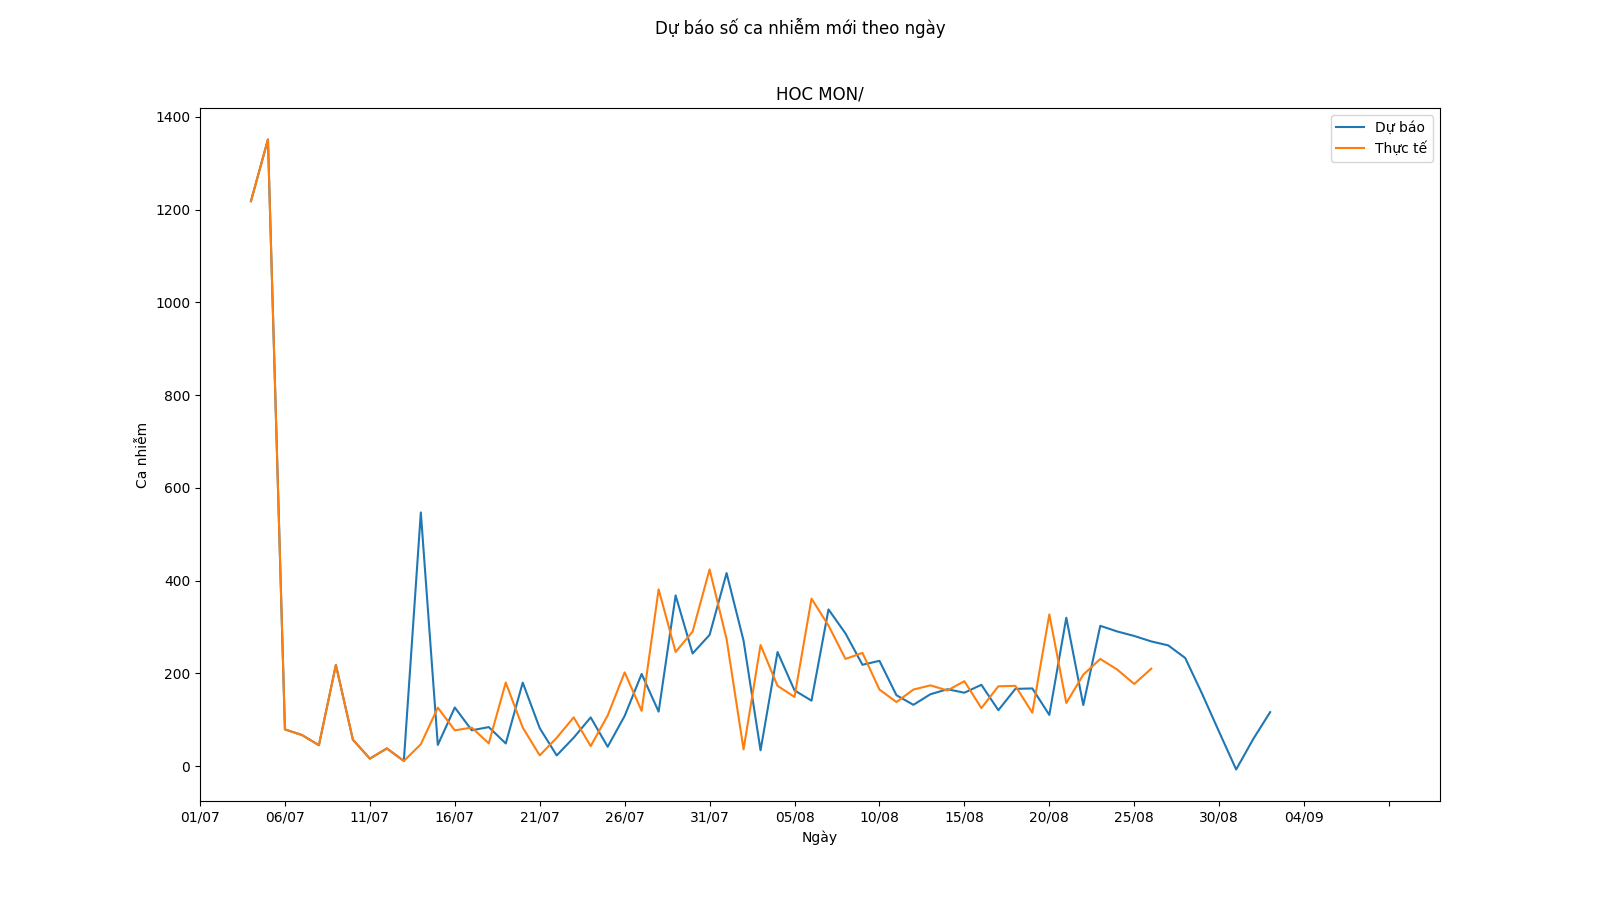 Dự báo số ca nhiễm mới theo ngày
HOC MON/
Dự báo
Thực tế
1400
1200
1000
800
600
400
200
0
Ca nhiễm
01/07 06/07 11/07 16/07 21/07 26/07 31/07 05/08 10/08 15/08 20/08 25/08 30/08 04/09
Ngày